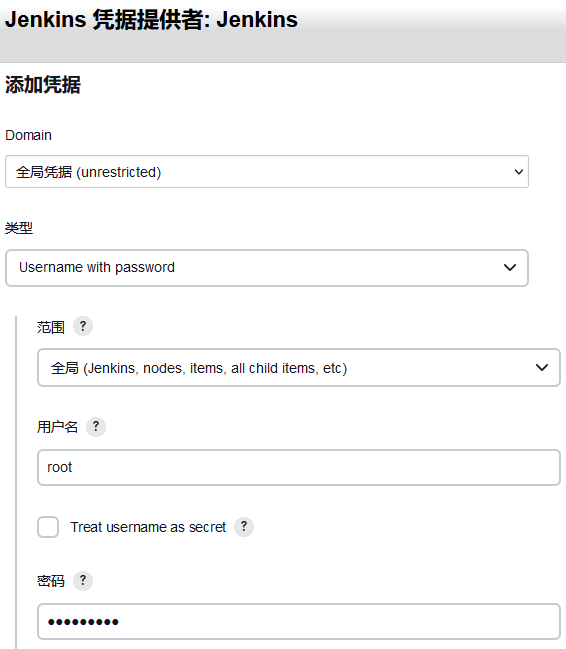 Jenkins 凭据提供者: Jenkins
添加凭据
Domain
全局凭据 (unrestricted)
类型
Username with password
范围 ?
全局 (Jenkins, nodes, items, all child items, etc)
用户名 ?
root
Treat username as secret ?
密码 ?
•••••••••